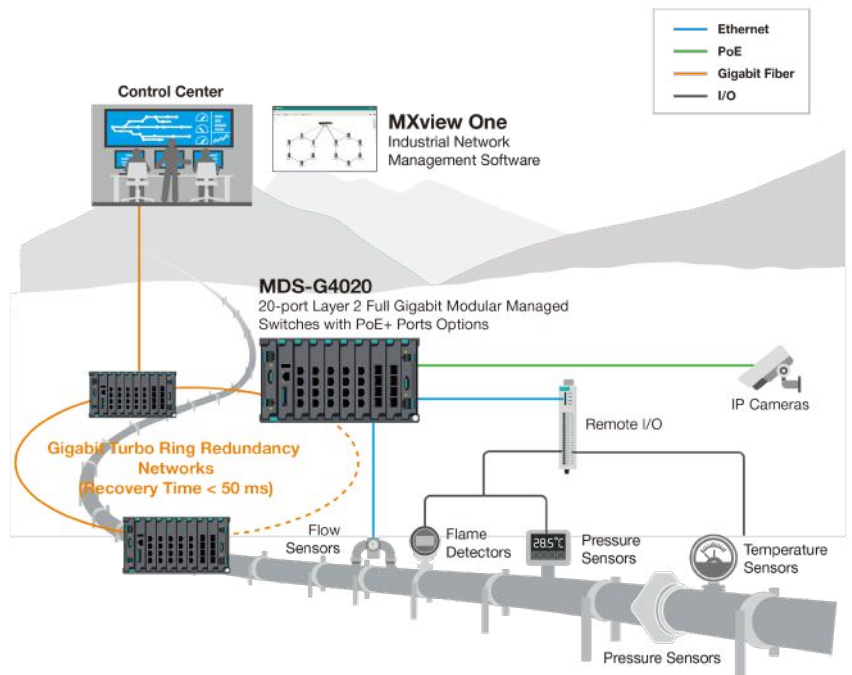 Ethernet
PoE
Gigabit Fiber
I/O
Control Center
MXview One
Industrial Network
Management Software
MDS-G4020
20-port Layer 2 Full Gigabit Modular Managed
Switches with PoE+ Ports Options
IP Cameras
Remote I/O
Gigabit Turbo Ring Redundancy
Networks
(Recovery Time < 50 ms)
Flow
Sensors
Flame
Detectors
28.5°C
Pressure
Sensors
Temperature
Sensors
Pressure Sensors